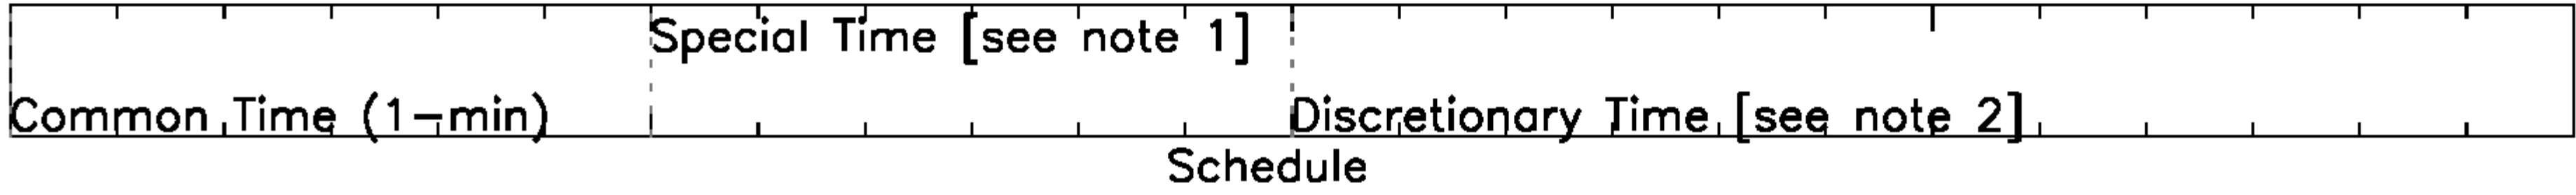 Special Time [see note 1]
Common Time (1-min)
Discretionary Time [see note 2]
Schedule